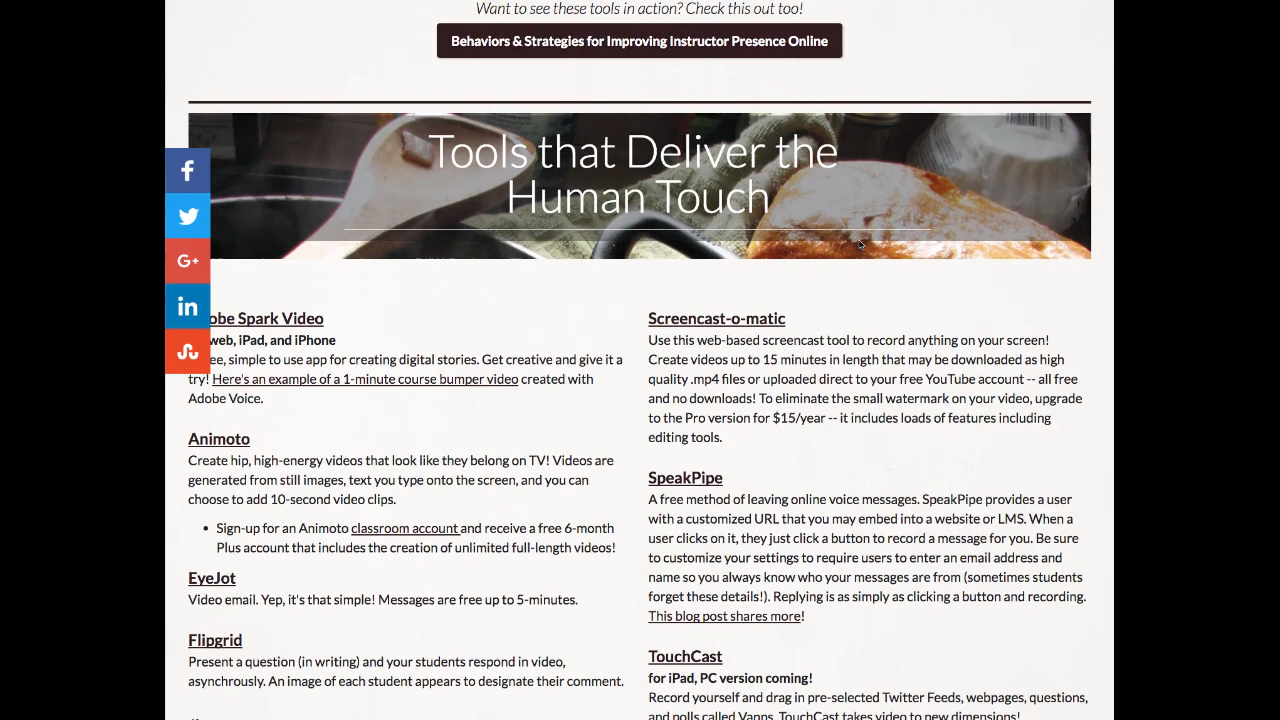 Want to see these tools in action? Check this out too!
Behaviors & Strategies for Improving Instructor Presence Online
Tools that Deliver the
Human Touch
f
G+
in
obe Spark Video
web, iPad, and iPhone
ee, simple to use app for creating digital stories. Get creative and give it a
try! Here's an example of a 1-minute course bumper video created with
Adobe Voice.
Animoto
Create hip, high-energy videos that look like they belong on TV! Videos are
generated from still images, text you type onto the screen, and you can
choose to add 10-second video clips.
• Sign-up for an Animoto classroom account and receive a free 6-month
Plus account that includes the creation of unlimited full-length videos!
EyeJot
Video email. Yep, it's that simple! Messages are free up to 5-minutes.
Flipgrid
Present a question (in writing) and your students respond in video,
asynchronously. An image of each student appears to designate their comment.
Screencast-o-matic
Use this web-based screencast tool to record anything on your screen!
Create videos up to 15 minutes in length that may be downloaded as high
quality .mp4 files or uploaded direct to your free YouTube account -- all free
and no downloads! To eliminate the small watermark on your video, upgrade
to the Pro version for $15/year -- it includes loads of features including
editing tools.
SpeakPipe
A free method of leaving online voice messages. SpeakPipe provides a user
with a customized URL that you may embed into a website or LMS. When a
user clicks on it, they just click a button to record a message for you. Be sure
to customize your settings to require users to enter an email address and
name so you always know who your messages are from (sometimes students
forget these details!). Replying is as simply as clicking a button and recording.
This blog post shares more!
TouchCast
for iPad, PC version coming!
Record yourself and drag in pre-selected Twitter Feeds, webpages, questions,
and polls called Vapps. TouchCast takes video to new dimensions!